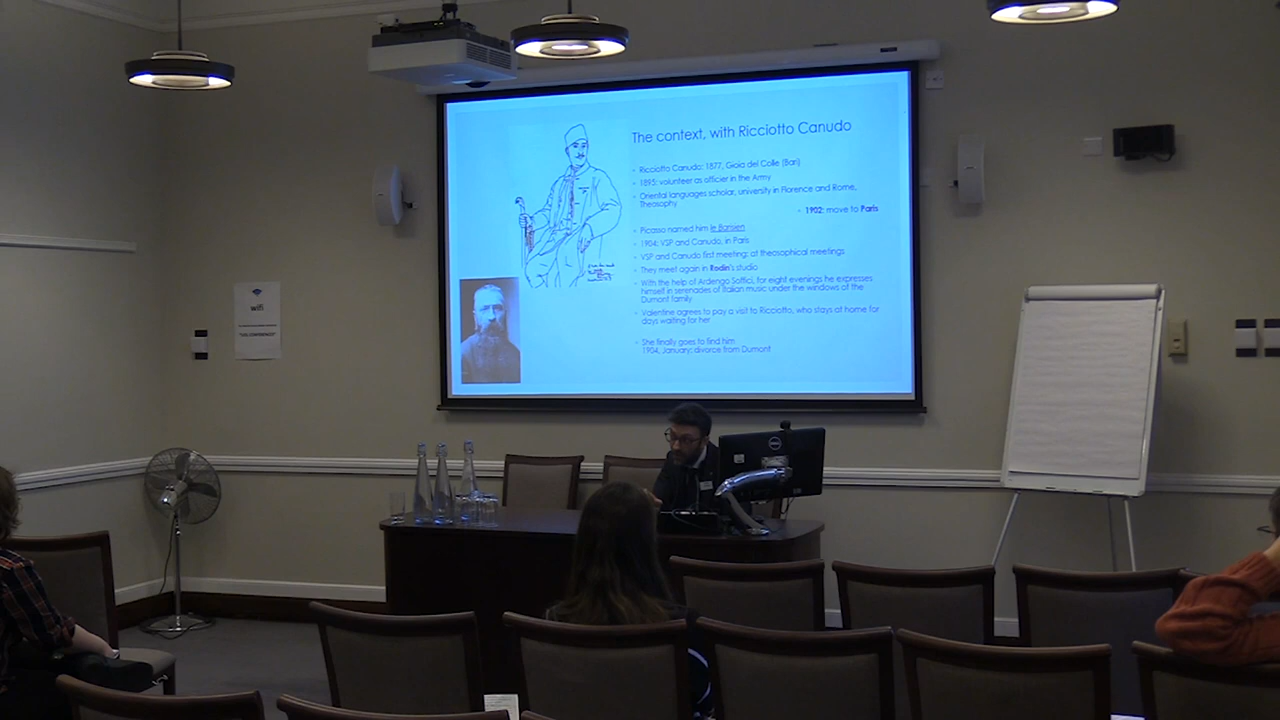 The context, with Ricciotto Canudo
Ricciotto Canudo: 1877, Gioia del Colle (Bari)
1895: volunteer as officier in the Army
Oriental languages scholar, university in Florence and Rome,
Theosophy
1902: move to Paris
Picasso named him le Barisien
1904: VSP and Canudo, in Paris
VSP and Canudo first meeting: at theosophical meetings
They meet again in Rodin's studio
With the help of Ardengo Soffici, for eight evenings he expresses
himself in serenades of Italian music under the windows of the
Dumont family
Valentine agrees to pay a visit to Ricciotto, who stays at home for
days waiting for her
She finally goes to find him
1904, January: divorce from Dumont
wifi
DELL